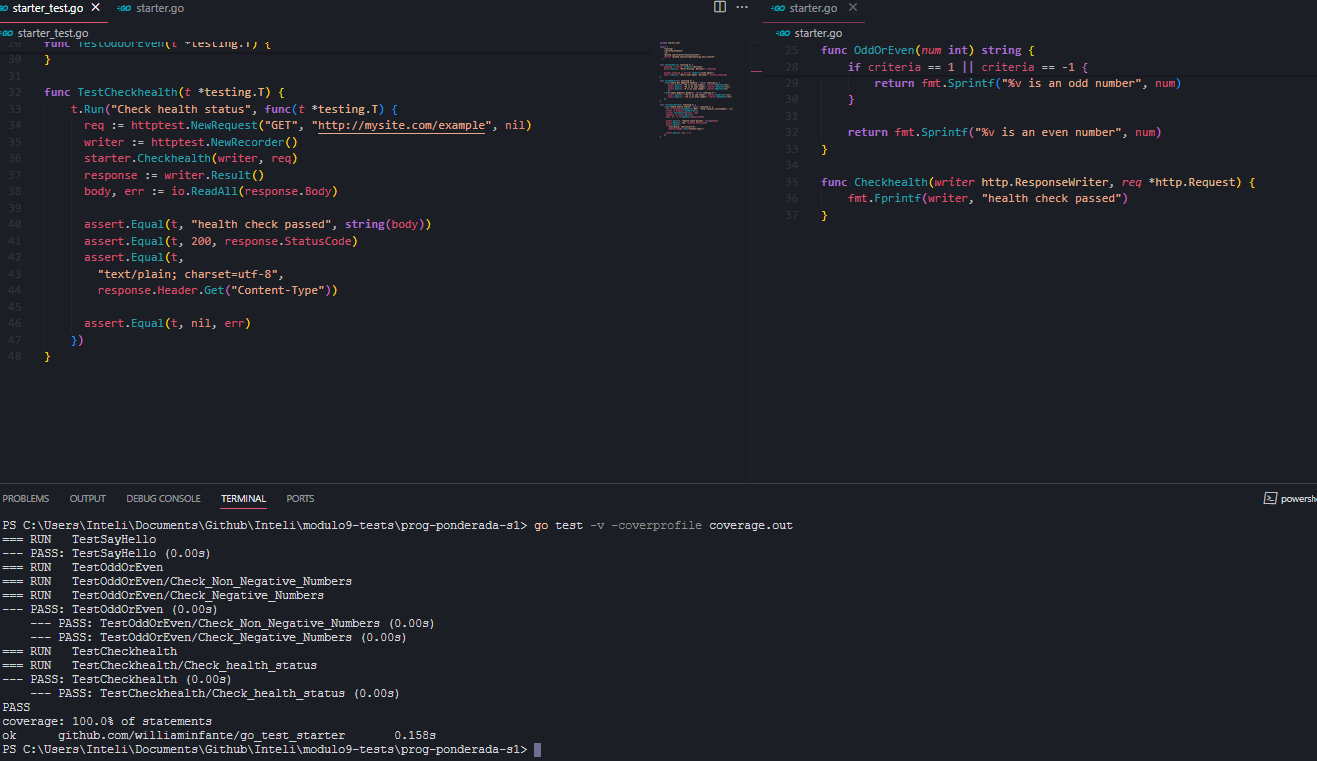 GO starter_test.go ×
GO starter.go
GO starter.go ×
GO starter_test.go
GO starter.go
func TestOddOrEven(t *testing.T) {
30 }
31
32 func TestCheckhealth(t *testing.T) {
33 t.Run("Check health status", func(t *testing.T) {
34 req := httptest.NewRequest("GET", "http://mysite.com/example", nil)
35 writer := httptest.NewRecorder()
36 starter.Checkhealth(writer, req)
37 response := writer.Result()
38 body, err := io.ReadAll(response.Body)
39
40 assert.Equal(t, "health check passed", string(body))
41 assert.Equal(t, 200, response.StatusCode)
42 assert.Equal(t,
43 "text/plain; charset=utf-8",
44 response.Header.Get("Content-Type"))
45
46 assert.Equal(t, nil, err)
47 })
48 }
25 func OddOrEven(num int) string {
28 if criteria == 1 || criteria == -1 {
29 return fmt.Sprintf("%v is an odd number", num)
30 }
31
32 return fmt.Sprintf("%v is an even number", num)
33 }
34
35 func Checkhealth(writer http.ResponseWriter, req *http.Request) {
36 fmt.Fprintf(writer, "health check passed")
37 }
PROBLEMS OUTPUT DEBUG CONSOLE TERMINAL PORTS
powershe
PS C:\Users\Inteli\Documents\Github\Inteli\modulo9-tests\prog-ponderada-s1> go test -v -coverprofile coverage.out
=== RUN TestSayHello
--- PASS: TestSayHello (0.00s)
=== RUN TestOddOrEven
=== RUN TestOddOrEven/Check_Non_Negative_Numbers
=== RUN TestOddOrEven/Check_Negative_Numbers
--- PASS: TestOddOrEven (0.00s)
--- PASS: TestOddOrEven/Check_Non_Negative_Numbers (0.00s)
--- PASS: TestOddOrEven/Check_Negative_Numbers (0.00s)
=== RUN TestCheckhealth
=== RUN TestCheckhealth/Check_health_status
--- PASS: TestCheckhealth (0.00s)
--- PASS: TestCheckhealth/Check_health_status (0.00s)
PASS
coverage: 100.0% of statements
ok github.com/williaminfante/go_test_starter 0.158s
PS C:\Users\Inteli\Documents\Github\Inteli\modulo9-tests\prog-ponderada-s1>